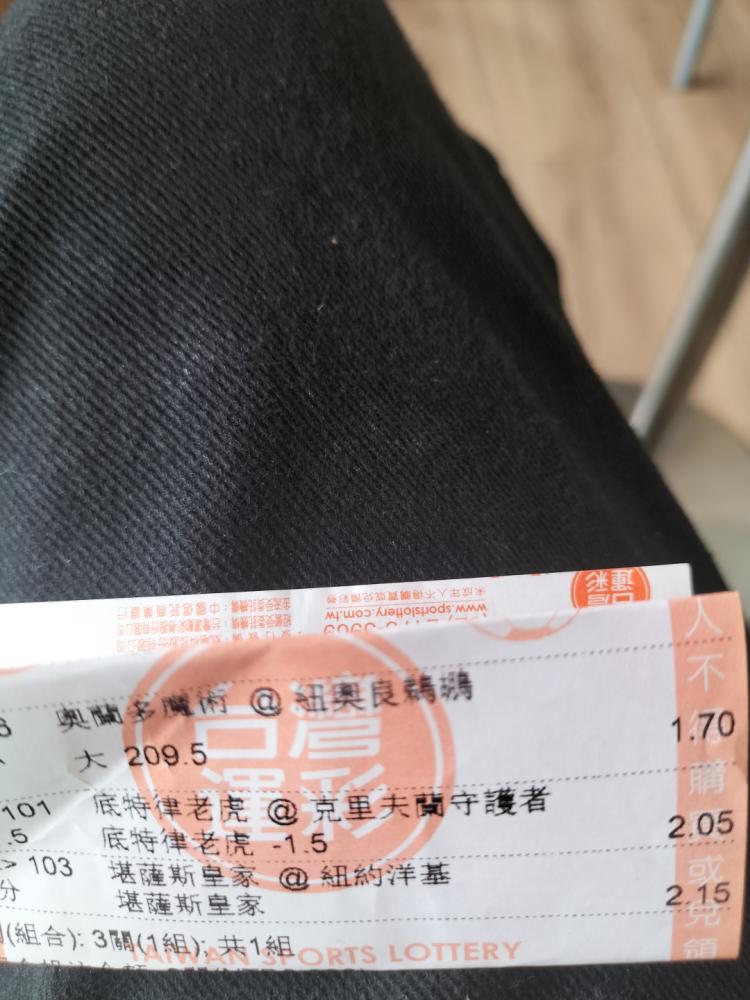 台灣運彩
www.sportslottery.com.tw
奧蘭多魔術 @ 紐奧良鵜鶘
大 209.5 1.70
101 底特律老虎 @ 克里夫蘭守護者
.5 底特律老虎 -1.5 2.05
> 103 堪薩斯皇家 @ 紐約洋基
分 堪薩斯皇家 2.15
(組合): 3關(1組), 共1組
TAIWAN SPORTS LOTTERY
人不得購買或兌領